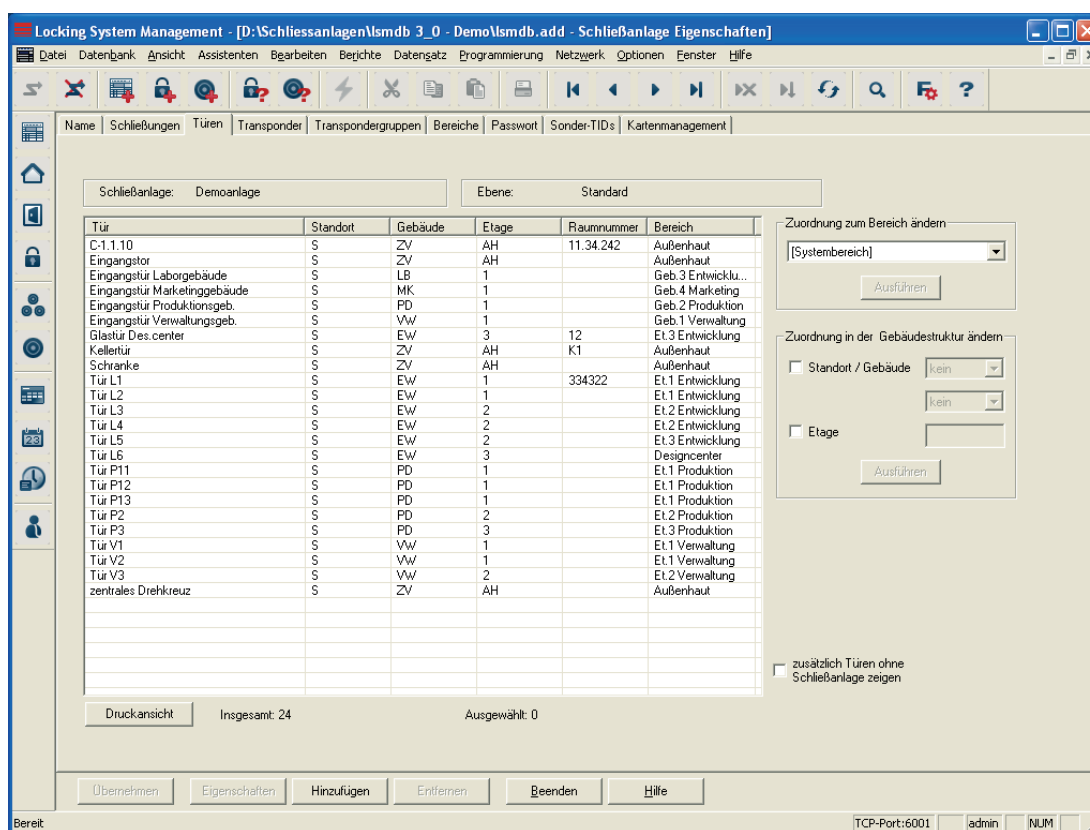 Locking System Management - [D:\Schliessanlagen\lsmdb 3_0 - Demo\lsmdb.add - Schließanlage Eigenschaften]
Datei Datenbank Ansicht Assistenten Bearbeiten Berichte Datensatz Programmierung Netzwerk Optionen Fenster Hilfe
Name Schließungen Türen Transponder Transpondergruppen Bereiche Passwort Sonder-TIDs Kartenmanagement
Schließanlage: Demoanlage Ebene: Standard
Tür Standort Gebäude Etage Raumnummer Bereich
C-1.1.10 S ZV AH 11.34.242 Außenhaut
Eingangstor S ZV AH Außenhaut
Eingangstür Laborgebäude S LB 1 Geb.3 Entwicklu...
Eingangstür Marketinggebäude S MK 1 Geb.4 Marketing
Eingangstür Produktionsgeb. S PD 1 Geb.2 Produktion
Eingangstür Verwaltungsgeb. S VW 1 Geb.1 Verwaltung
Glastür Des.center S EW 3 12 Et.3 Entwicklung
Kellertür S ZV AH K1 Außenhaut
Schranke S ZV AH Außenhaut
Tür L1 S EW 1 334322 Et.1 Entwicklung
Tür L2 S EW 1 Et.1 Entwicklung
Tür L3 S EW 2 Et.2 Entwicklung
Tür L4 S EW 2 Et.2 Entwicklung
Tür L5 S EW 2 Et.3 Entwicklung
Tür L6 S EW 3 Designcenter
Tür P11 S PD 1 Et.1 Produktion
Tür P12 S PD 1 Et.1 Produktion
Tür P13 S PD 1 Et.1 Produktion
Tür P2 S PD 2 Et.2 Produktion
Tür P3 S PD 3 Et.3 Produktion
Tür V1 S VW 1 Et.1 Verwaltung
Tür V2 S VW 1 Et.1 Verwaltung
Tür V3 S VW 2 Et.2 Verwaltung
zentrales Drehkreuz S ZV AH Außenhaut
Zuordnung zum Bereich ändern
[Systembereich]
Ausführen
Zuordnung in der Gebäudestruktur ändern
Standort / Gebäude kein
kein
Etage
Ausführen
zusätzlich Türen ohne
Schließanlage zeigen
Druckansicht Insgesamt: 24 Ausgewählt: 0
Übernehmen Eigenschaften Hinzufügen Entfernen Beenden Hilfe
Bereit TCP-Port:6001 admin NUM
23